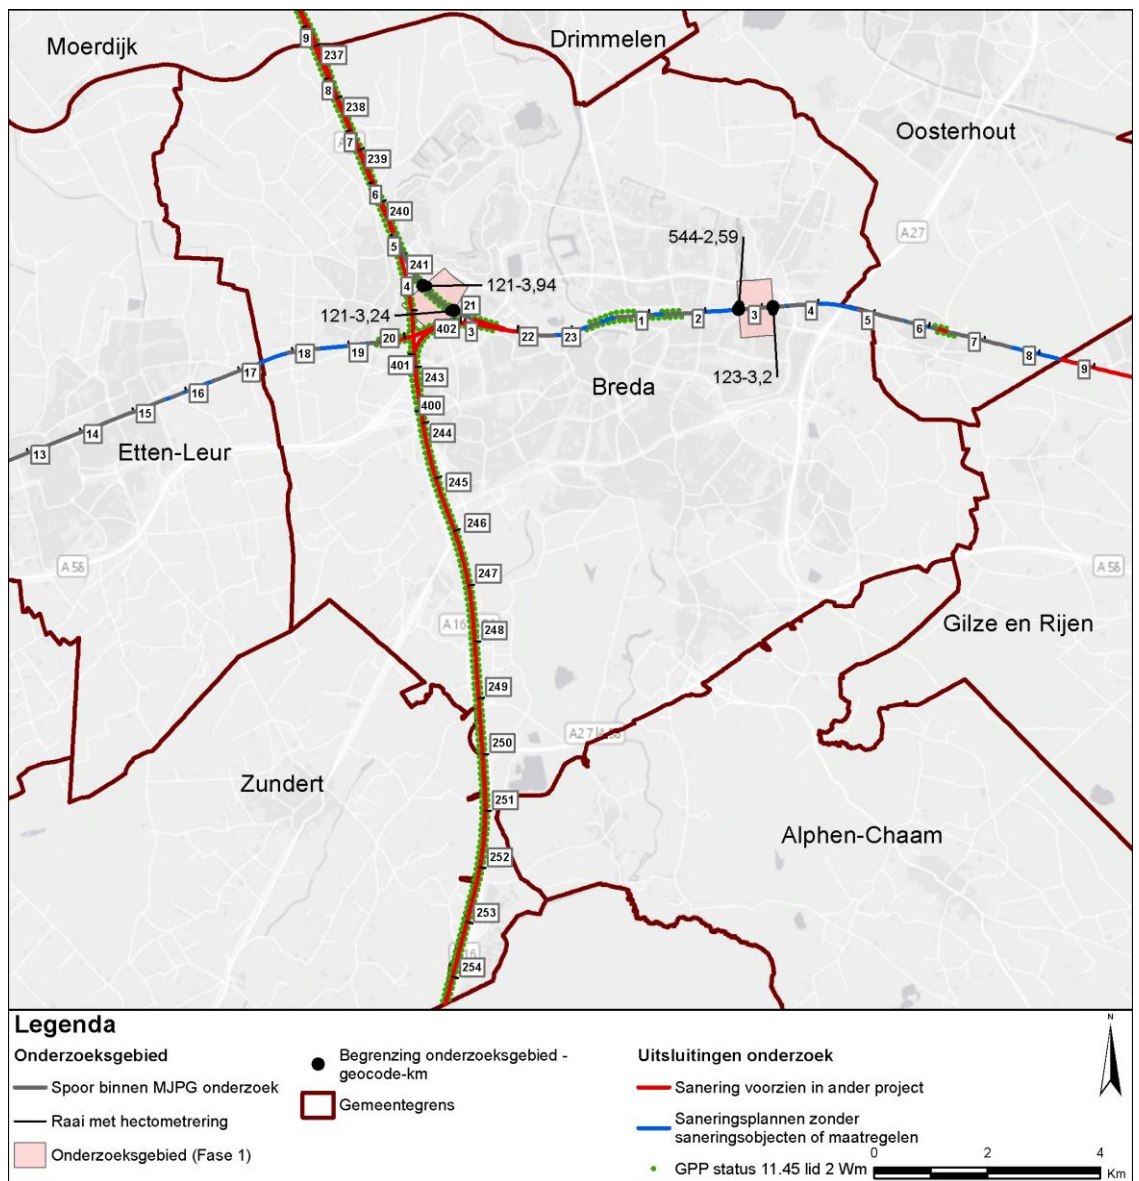 Moerdijk
Drimmelen
Oosterhout
9
237
8
238
7
239
6
240
5
241
4
A27
544-2,59
121-3,94
121-3,24
21
402
3
20
401
22
23
1
2
3
4
5
6
7
8
9
123-3,2
19
18
17
16
15
14
13
243
400
244
Breda
Etten-Leur
245
246
A58
A58
247
A16
248
Gilze en Rijen
249
250
A27
Zundert
251
Alphen-Chaam
252
253
254
Legenda
Onderzoeksgebied
Spoor binnen MJPG onderzoek
Raai met hectometrering
Onderzoeksgebied (Fase 1)
Begrenzing onderzoeksgebied -
geocode-km
Gemeentegrens
Uitsluitingen onderzoek
Sanering voorzien in ander project
Saneringsplannen zonder
saneringsobjecten of maatregelen
GPP status 11.45 lid 2 Wm
N
0 2 4
Km